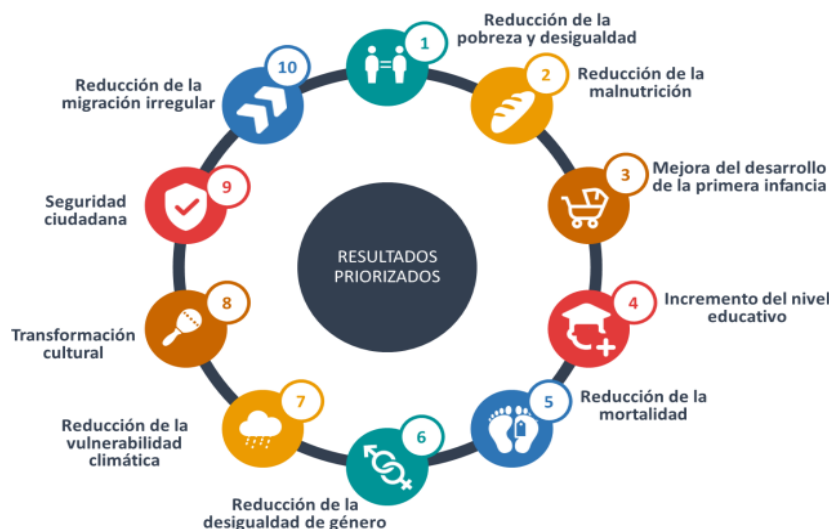 RESULTADOS
PRIORIZADOS
1
Reducción de la
pobreza y desigualdad
2
Reducción de la
malnutrición
3
Mejora del desarrollo
de la primera infancia
4
Incremento del nivel
educativo
5
Reducción de la
mortalidad
6
Reducción de la
desigualdad de género
7
Reducción de la
vulnerabilidad
climática
8
Transformación
cultural
9
Seguridad
ciudadana
10
Reducción de la
migración irregular